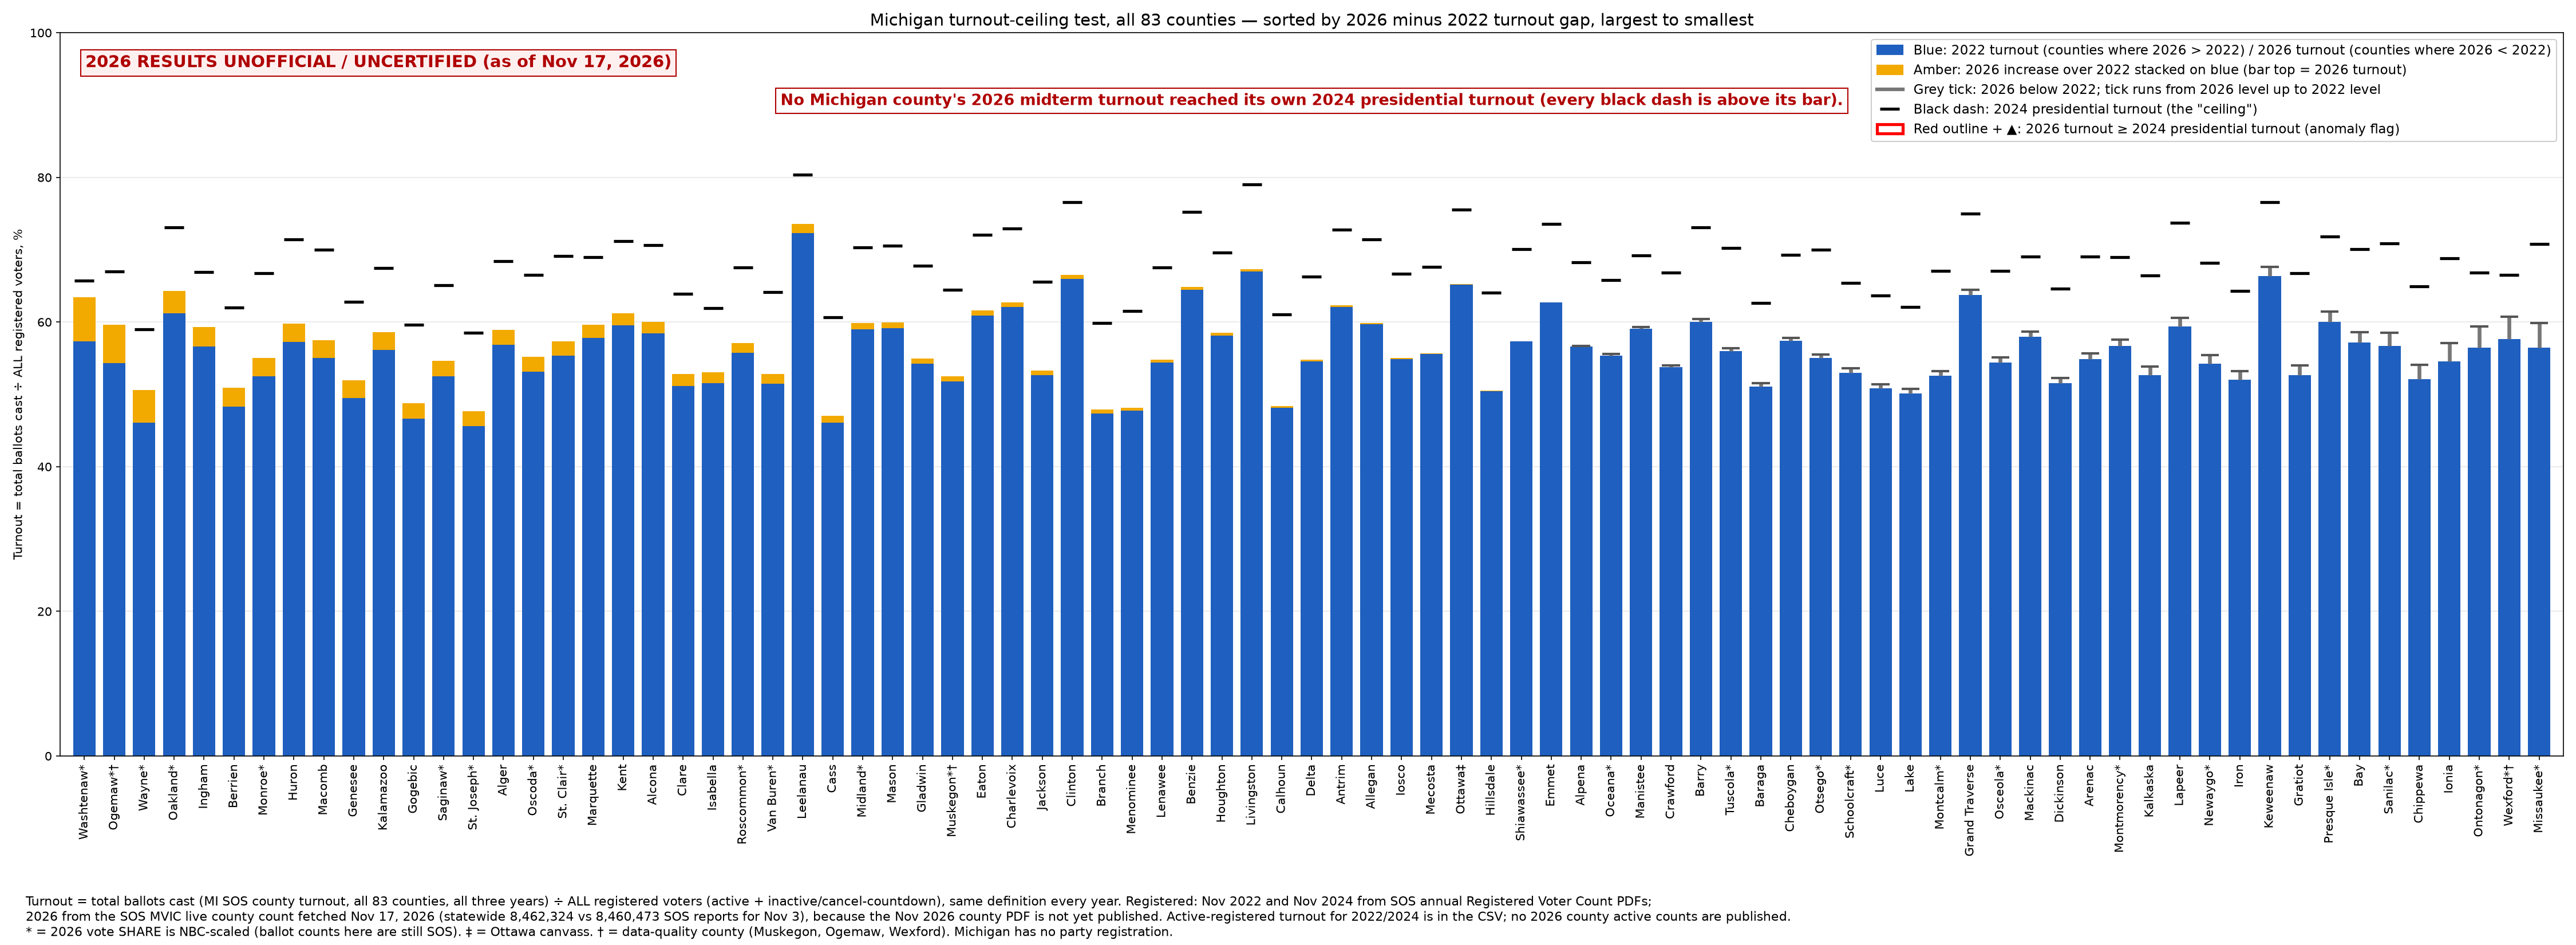 Michigan turnout-ceiling test, all 83 counties — sorted by 2026 minus 2022 turnout gap, largest to smallest
2026 RESULTS UNOFFICIAL / UNCERTIFIED (as of Nov 17, 2026)
No Michigan county's 2026 midterm turnout reached its own 2024 presidential turnout (every black dash is above its bar).
Blue: 2022 turnout (counties where 2026 > 2022) / 2026 turnout (counties where 2026 < 2022)
Amber: 2026 increase over 2022 stacked on blue (bar top = 2026 turnout)
Grey tick: 2026 below 2022; tick runs from 2026 level up to 2022 level
Black dash: 2024 presidential turnout (the "ceiling")
Red outline + ▲: 2026 turnout ≥ 2024 presidential turnout (anomaly flag)
Turnout = total ballots cast ÷ ALL registered voters, %
100
80
60
40
20
0
Washtenaw*
Ogemaw*†
Wayne*
Oakland*
Ingham
Berrien
Monroe*
Huron
Macomb
Genesee
Kalamazoo
Gogebic
Saginaw*
St. Joseph*
Alger
Oscoda*
St. Clair*
Marquette
Kent
Alcona
Clare
Isabella
Roscommon*
Van Buren*
Leelanau
Cass
Midland*
Mason
Gladwin
Muskegon*†
Eaton
Charlevoix
Jackson
Clinton
Branch
Menominee
Lenawee
Benzie
Houghton
Livingston
Calhoun
Delta
Antrim
Allegan
Iosco
Mecosta
Ottawa‡
Hillsdale
Shiawassee*
Emmet
Alpena
Oceana*
Manistee
Crawford
Barry
Tuscola*
Baraga
Cheboygan
Otsego*
Schoolcraft*
Luce
Lake
Montcalm*
Grand Traverse
Osceola*
Mackinac
Dickinson
Arenac
Montmorency*
Kalkaska
Lapeer
Newaygo*
Iron
Keweenaw
Gratiot
Presque Isle*
Bay
Sanilac*
Chippewa
Ionia
Ontonagon*
Wexford*†
Missaukee*
Turnout = total ballots cast (MI SOS county turnout, all 83 counties, all three years) ÷ ALL registered voters (active + inactive/cancel-countdown), same definition every year. Registered: Nov 2022 and Nov 2024 from SOS annual Registered Voter Count PDFs;
2026 from the SOS MVIC live county count fetched Nov 17, 2026 (statewide 8,462,324 vs 8,460,473 SOS reports for Nov 3), because the Nov 2026 county PDF is not yet published. Active-registered turnout for 2022/2024 is in the CSV; no 2026 county active counts are published.
* = 2026 vote SHARE is NBC-scaled (ballot counts here are still SOS). ‡ = Ottawa canvass. † = data-quality county (Muskegon, Ogemaw, Wexford). Michigan has no party registration.